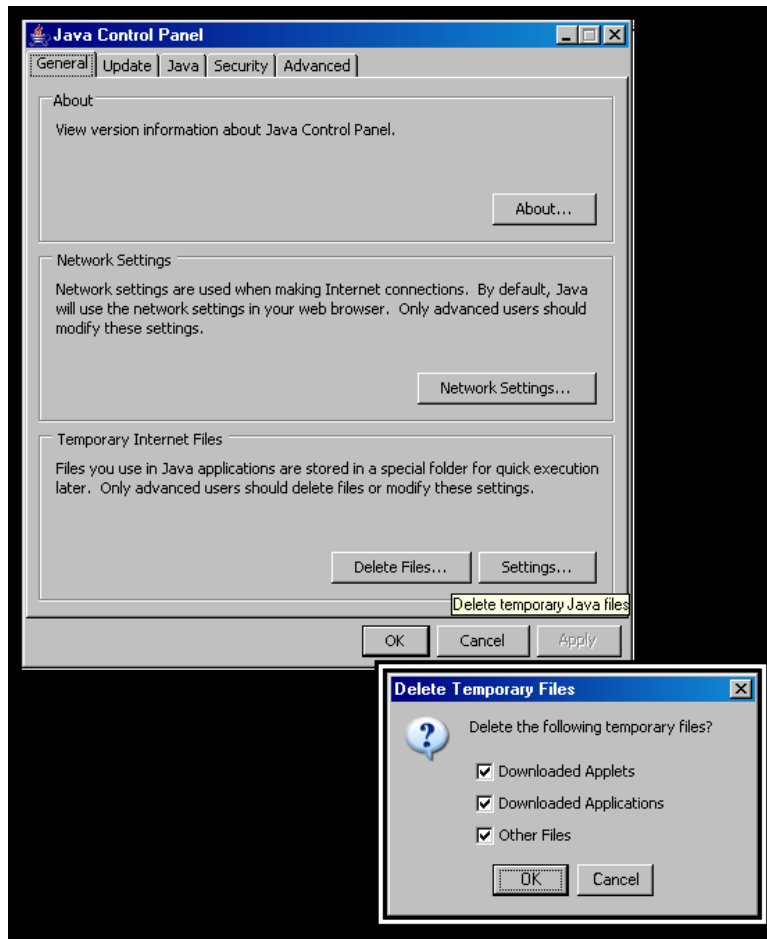 Java Control Panel
General Update Java Security Advanced
About
View version information about Java Control Panel.
About...
Network Settings
Network settings are used when making Internet connections.  By default, Java
will use the network settings in your web browser.  Only advanced users should
modify these settings.
Network Settings...
Temporary Internet Files
Files you use in Java applications are stored in a special folder for quick execution
later.  Only advanced users should delete files or modify these settings.
Delete Files... Settings...
Delete temporary Java files
OK Cancel Apply
Delete Temporary Files
Delete the following temporary files?
Downloaded Applets
Downloaded Applications
Other Files
OK Cancel